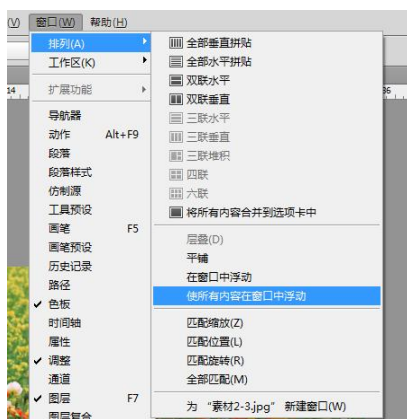 (V) 窗口(W) 帮助(H)
排列(A)
工作区(K)
扩展功能
导航器
动作 Alt+F9
段落
段落样式
仿制源
工具预设
画笔 F5
画笔预设
历史记录
路径
色板
时间轴
属性
调整
通道
图层 F7
图层复合
全部垂直拼贴
全部水平拼贴
双联水平
双联垂直
三联水平
三联垂直
三联堆积
四联
六联
将所有内容合并到选项卡中
层叠(D)
平铺
在窗口中浮动
使所有内容在窗口中浮动
匹配缩放(Z)
匹配位置(L)
匹配旋转(R)
全部匹配(M)
为 “素材2-3.jpg” 新建窗口(W)
14
36